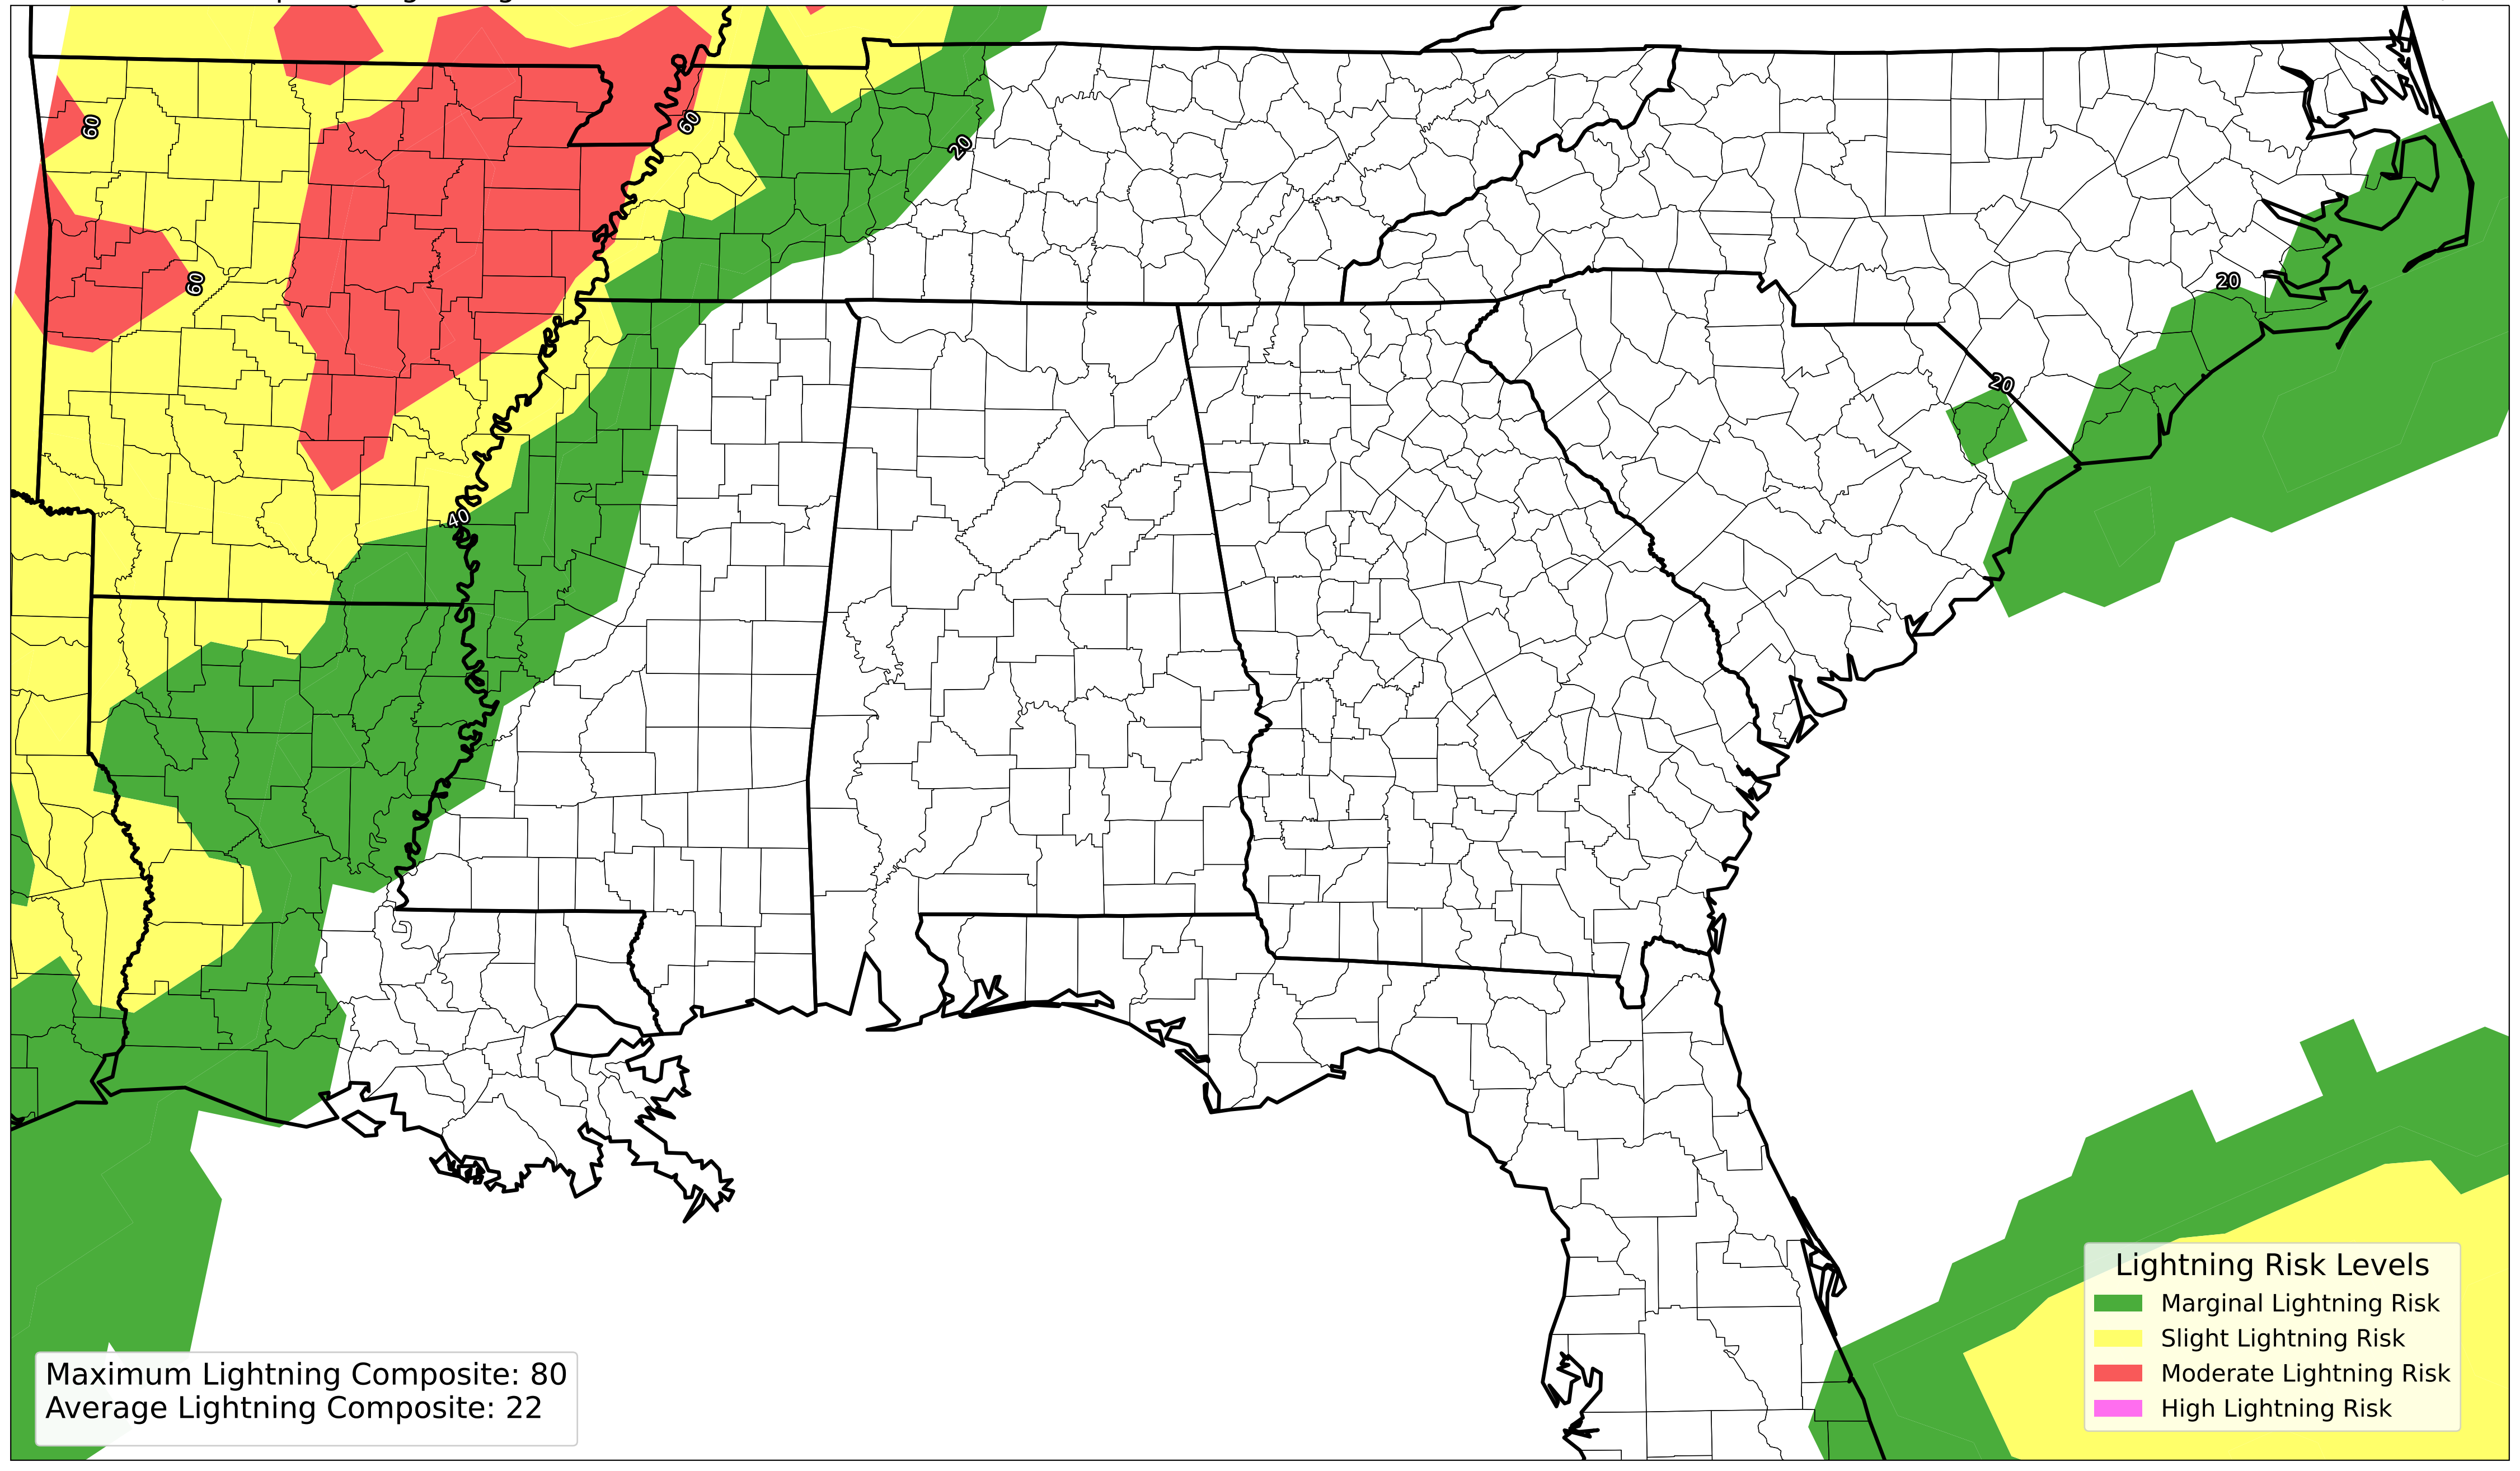 60
60
20
60
20
20
40
Lightning Risk Levels
Marginal Lightning Risk
Slight Lightning Risk
Moderate Lightning Risk
High Lightning Risk
Maximum Lightning Composite: 80
Average Lightning Composite: 22